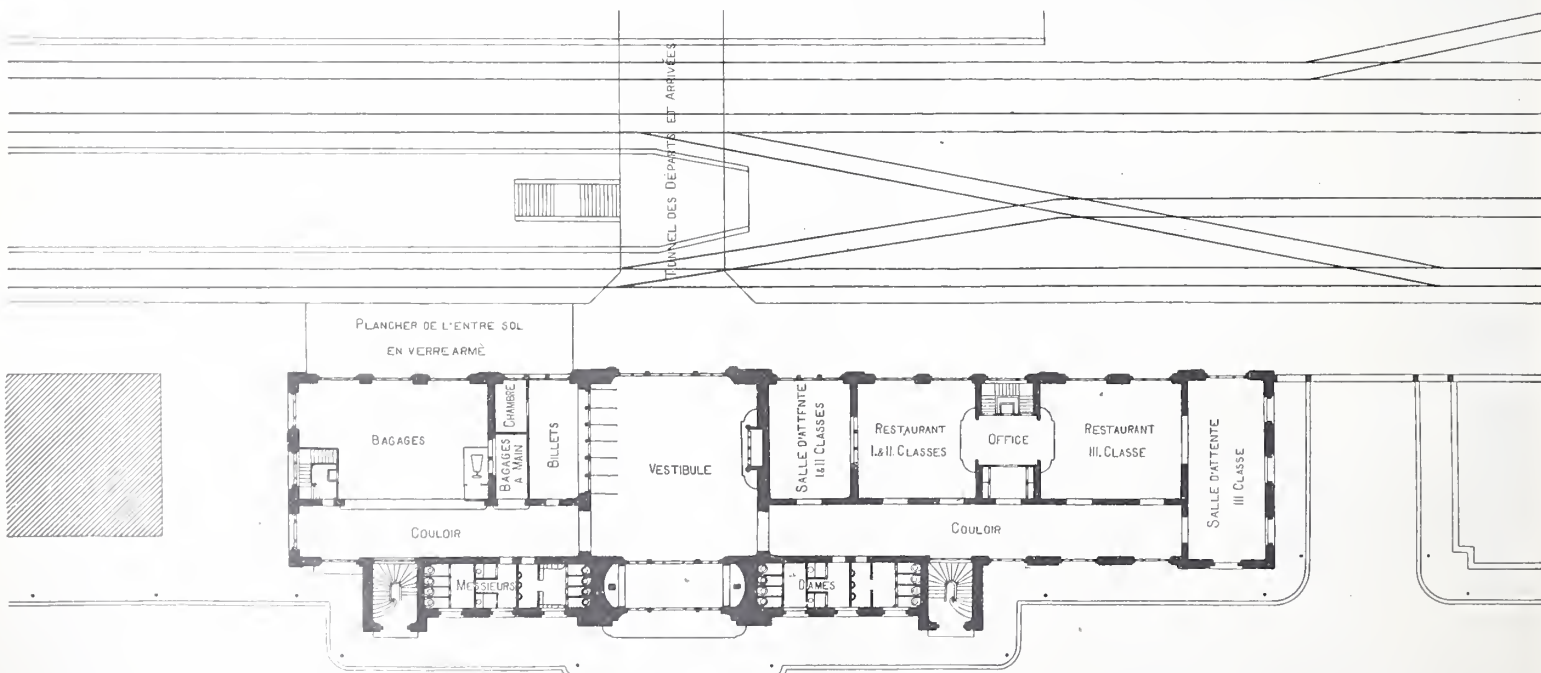 TUNNEL DES DÉPARTS ET ARRIVÉES
PLANCHER DE L'ENTRE SOL
EN VERRE ARMÉ
BAGAGES
CHAMBRE
BAGAGES
A MAIN
BILLETS
VESTIBULE
SALLE D'ATTENTE
I & II CLASSES
RESTAURANT
I. & II. CLASSES
OFFICE
RESTAURANT
III. CLASSE
SALLE D'ATTENTE
III CLASSE
COULOIR
COULOIR
MESSIEURS
DAMES